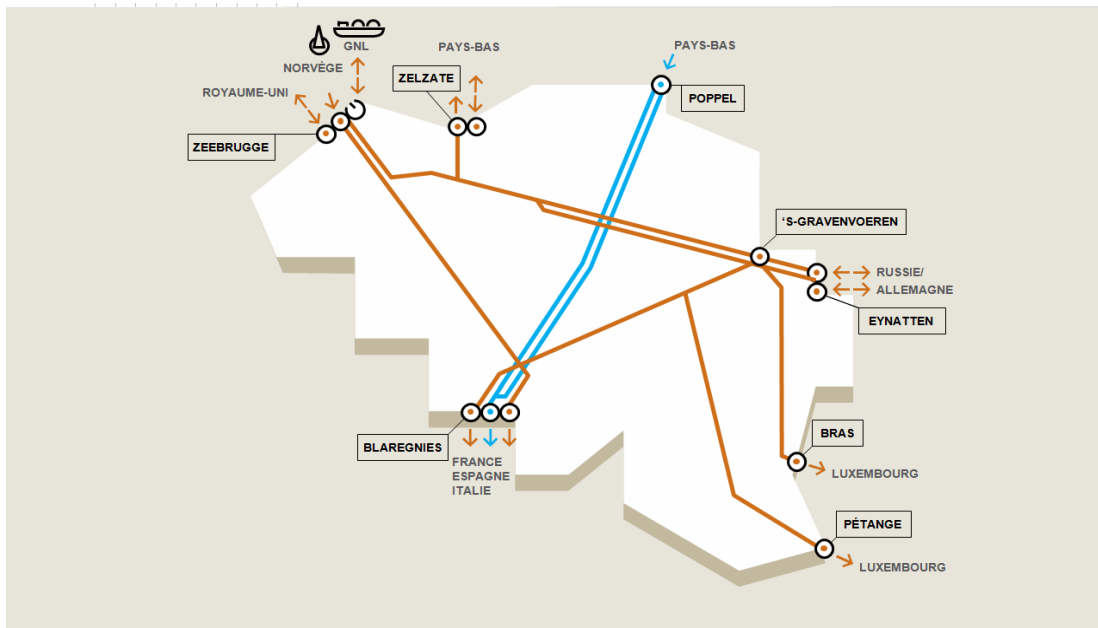 GNL
NORVÈGE
ROYAUME-UNI
ZEEBRUGGE
PAYS-BAS
ZELZATE
PAYS-BAS
POPPEL
'S-GRAVENVOEREN
RUSSIE/
ALLEMAGNE
EYNATTEN
BLAREGNIES
FRANCE
ESPAGNE
ITALIE
BRAS
LUXEMBOURG
PÉTANGE
LUXEMBOURG